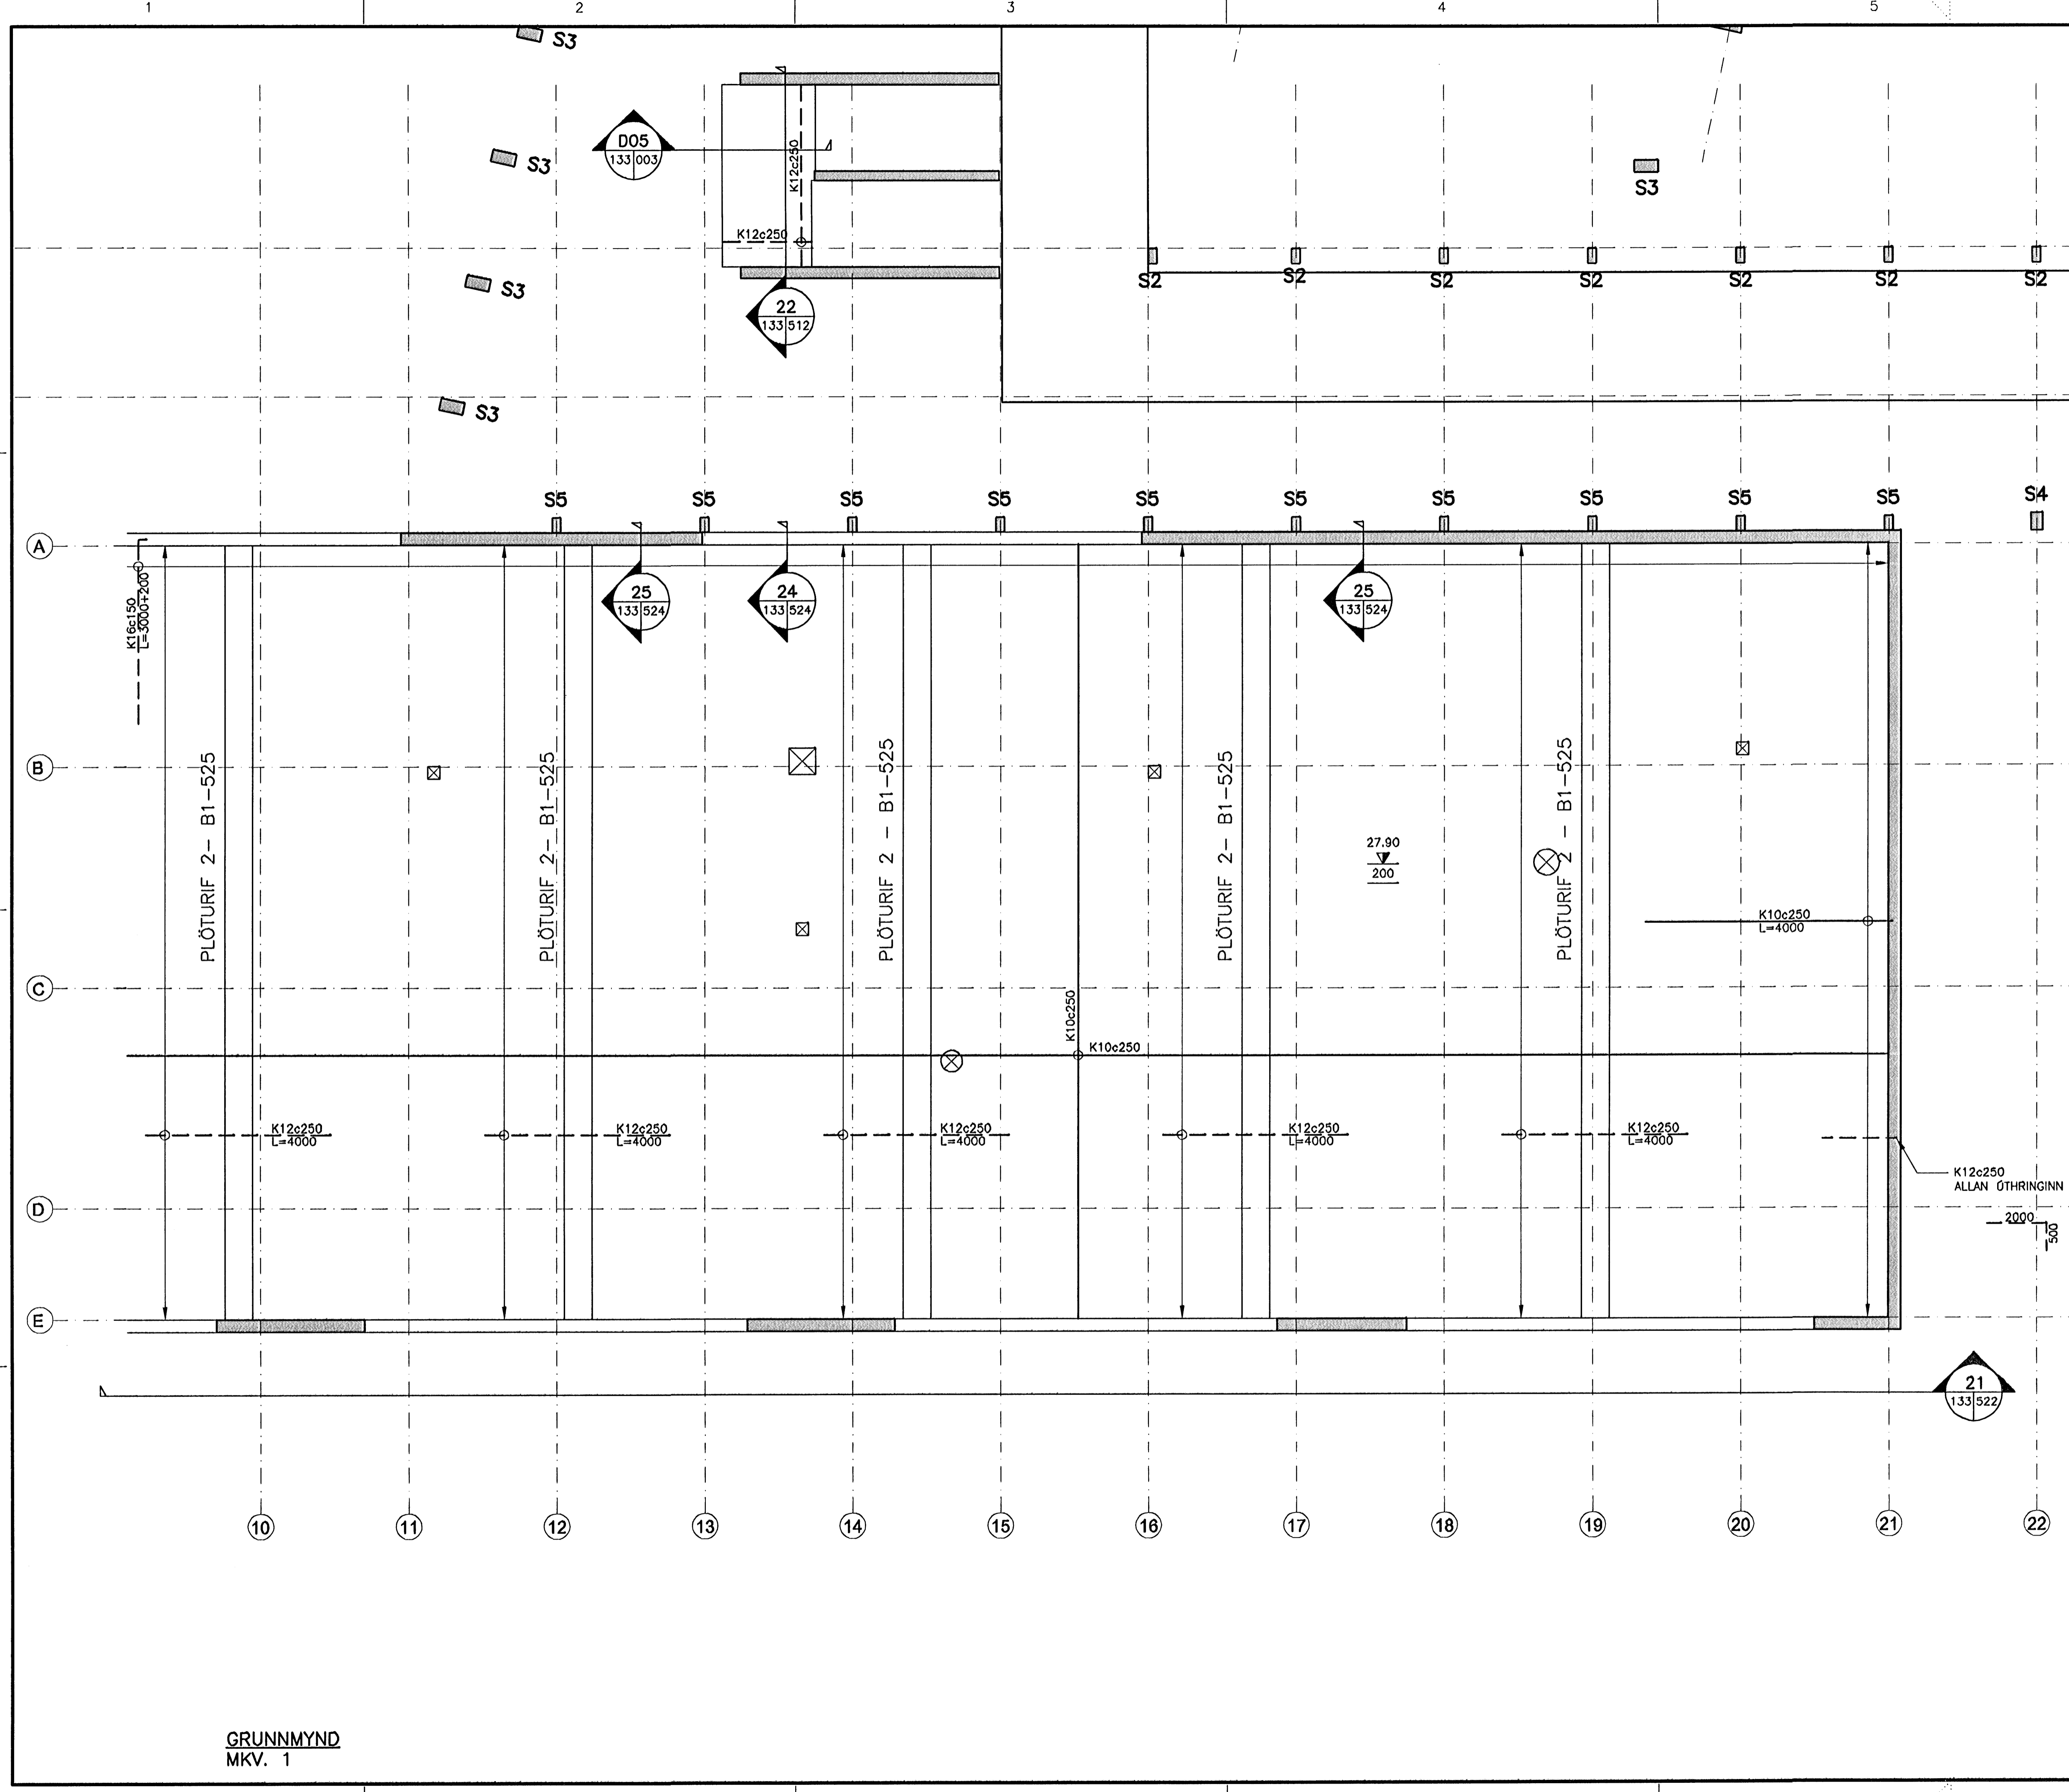 1 2 3 4 5
S3
D05
133 003
K12c250
S3
S3
K12c250
S3
22
133 512
S2 S2 S2 S2 S2 S2 S2
S3
S5 S5 S5 S5 S5 S5 S5 S5 S5 S5 S4
A
K16c150
L=3000+200
25
133 524
24
133 524
25
133 524
B
PLÖTURIF 2- B1-525
PLÖTURIF 2- B1-525
PLÖTURIF 2 - B1-525
PLÖTURIF 2- B1-525
PLÖTURIF 2 - B1-525
27.90
200
K10c250
L=4000
C
K10c250
K10c250
K12c250
L=4000
K12c250
L=4000
K12c250
L=4000
K12c250
L=4000
K12c250
L=4000
K12c250
ALLAN ÚTHRINGINN
D
2000
500
E
21
133 522
10 11 12 13 14 15 16 17 18 19 20 21 22
GRUNNMYND
MKV. 1